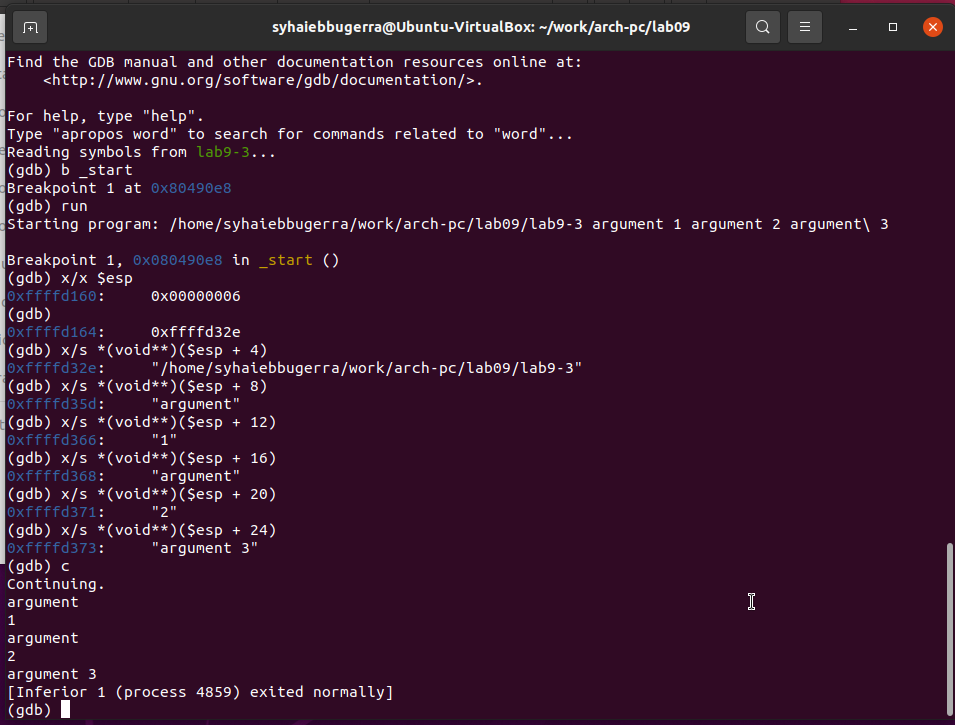 syhaiebbugerra@Ubuntu-VirtualBox: ~/work/arch-pc/lab09
Find the GDB manual and other documentation resources online at:
    <http://www.gnu.org/software/gdb/documentation/>.

For help, type "help".
Type "apropos word" to search for commands related to "word"...
Reading symbols from lab9-3...
(gdb) b _start
Breakpoint 1 at 0x80490e8
(gdb) run
Starting program: /home/syhaiebbugerra/work/arch-pc/lab09/lab9-3 argument 1 argument 2 argument\ 3

Breakpoint 1, 0x080490e8 in _start ()
(gdb) x/x $esp
0xffffd160:     0x00000006
(gdb)
0xffffd164:     0xffffd32e
(gdb) x/s *(void**)($esp + 4)
0xffffd32e:     "/home/syhaiebbugerra/work/arch-pc/lab09/lab9-3"
(gdb) x/s *(void**)($esp + 8)
0xffffd35d:     "argument"
(gdb) x/s *(void**)($esp + 12)
0xffffd366:     "1"
(gdb) x/s *(void**)($esp + 16)
0xffffd368:     "argument"
(gdb) x/s *(void**)($esp + 20)
0xffffd371:     "2"
(gdb) x/s *(void**)($esp + 24)
0xffffd373:     "argument 3"
(gdb) c
Continuing.
argument
1
argument
2
argument 3
[Inferior 1 (process 4859) exited normally]
(gdb)